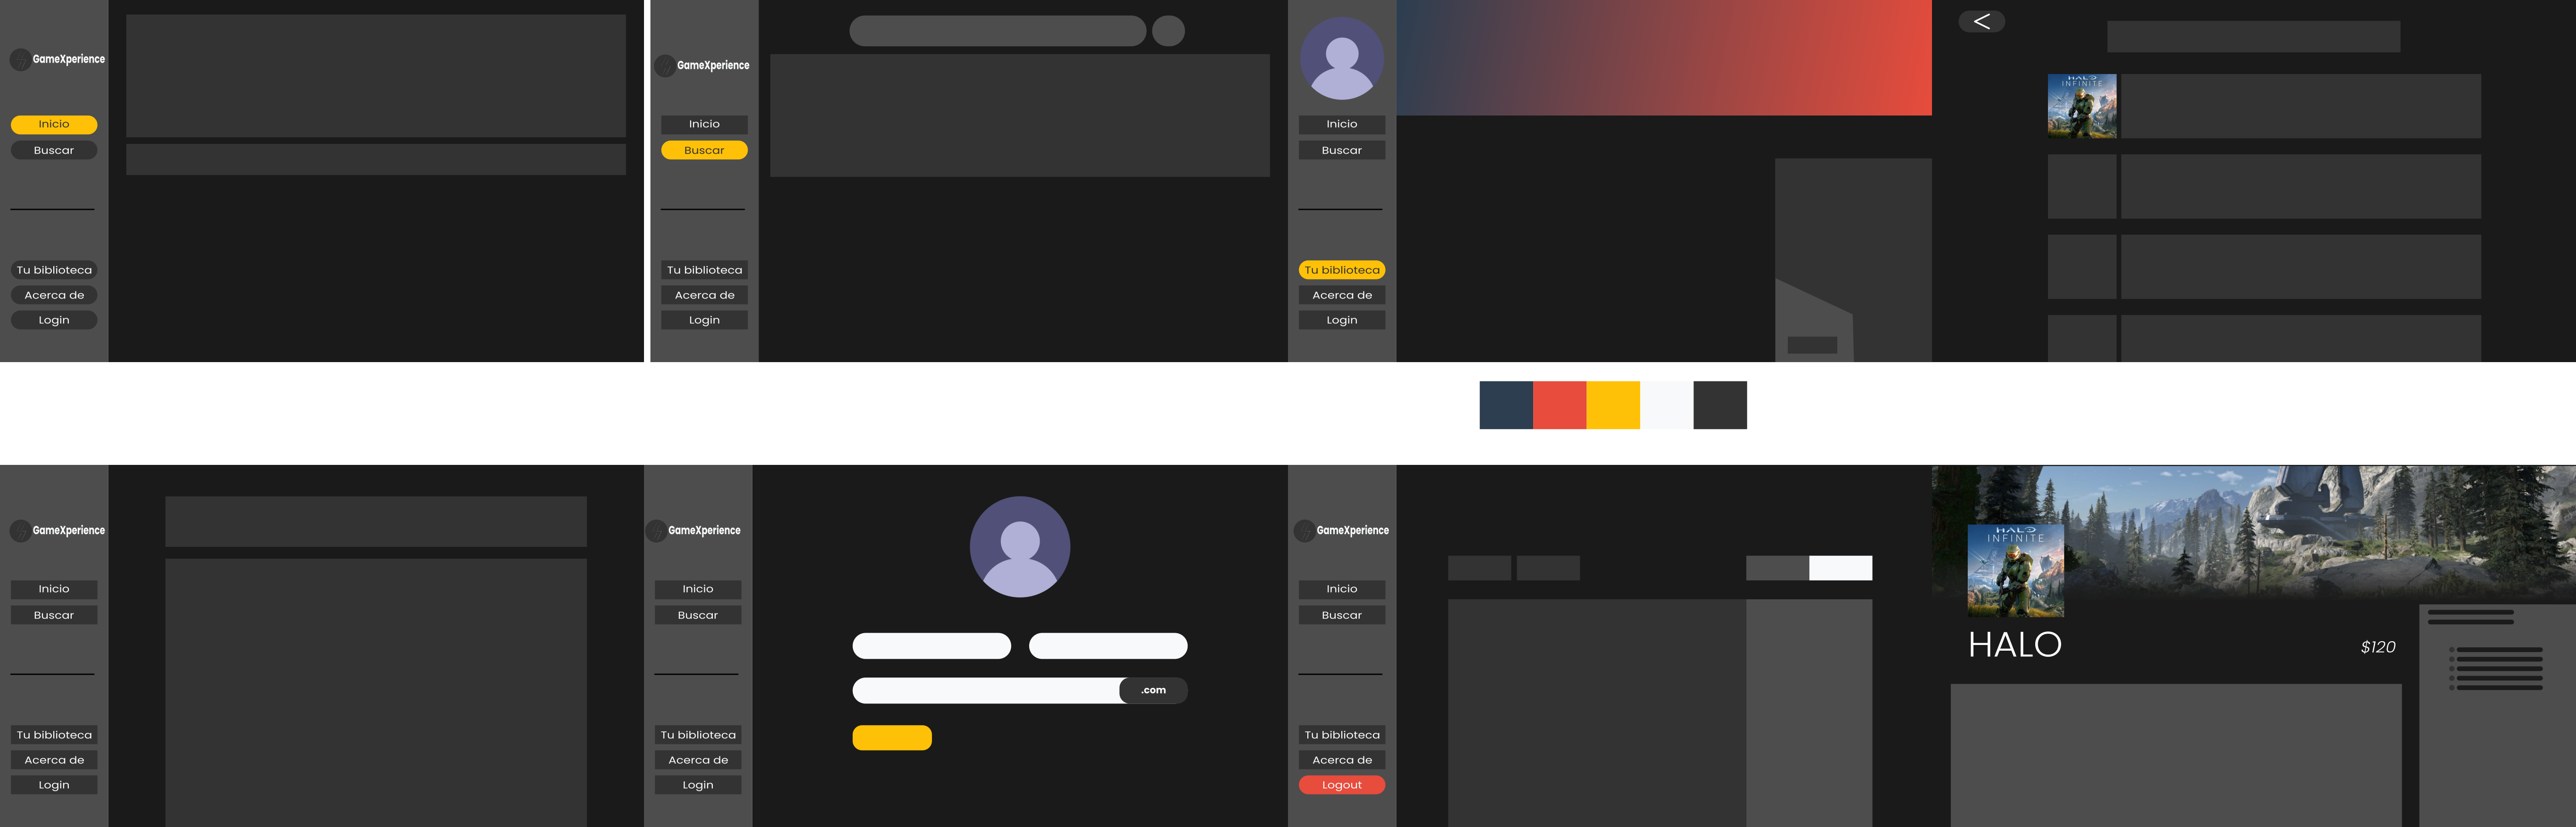 GameXperience
Inicio
Buscar
Tu biblioteca
Acerca de
Login
GameXperience
Inicio
Buscar
Tu biblioteca
Acerca de
Login
Inicio
Buscar
Tu biblioteca
Acerca de
Login
<
HALO
INFINITE
GameXperience
Inicio
Buscar
Tu biblioteca
Acerca de
Login
GameXperience
Inicio
Buscar
Tu biblioteca
Acerca de
Login
.com
GameXperience
Inicio
Buscar
Tu biblioteca
Acerca de
Logout
HALO
INFINITE
HALO
$120